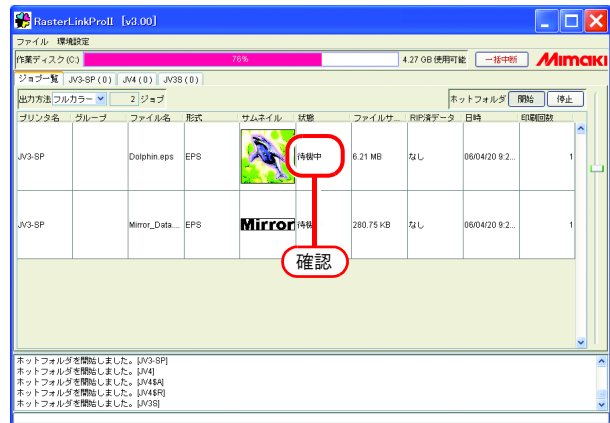 RasterLinkProII [v3.00]
ファイル 環境設定
作業ディスク(C:) 76% 4.27 GB 使用可能 一括中断 Mimaki
ジョブ一覧 JV3-SP ( 0 ) JV4 ( 0 ) JV3S ( 0 )
出力方法 フルカラー 2 ジョブ ホットフォルダ 開始 停止
プリンタ名 グループ ファイル名 形式 サムネイル 状態 ファイルサ... RIP済データ 日時 印刷回数
JV3-SP Dolphin.eps EPS 待機中 6.21 MB なし 06/04/20 9:2... 1
JV3-SP Mirror_Data... EPS Mirror 待機 280.75 KB なし 06/04/20 9:2... 1
確認
ホットフォルダを開始しました。[JV3-SP]
ホットフォルダを開始しました。[JV4]
ホットフォルダを開始しました。[JV4$A]
ホットフォルダを開始しました。[JV4$R]
ホットフォルダを開始しました。[JV3S]